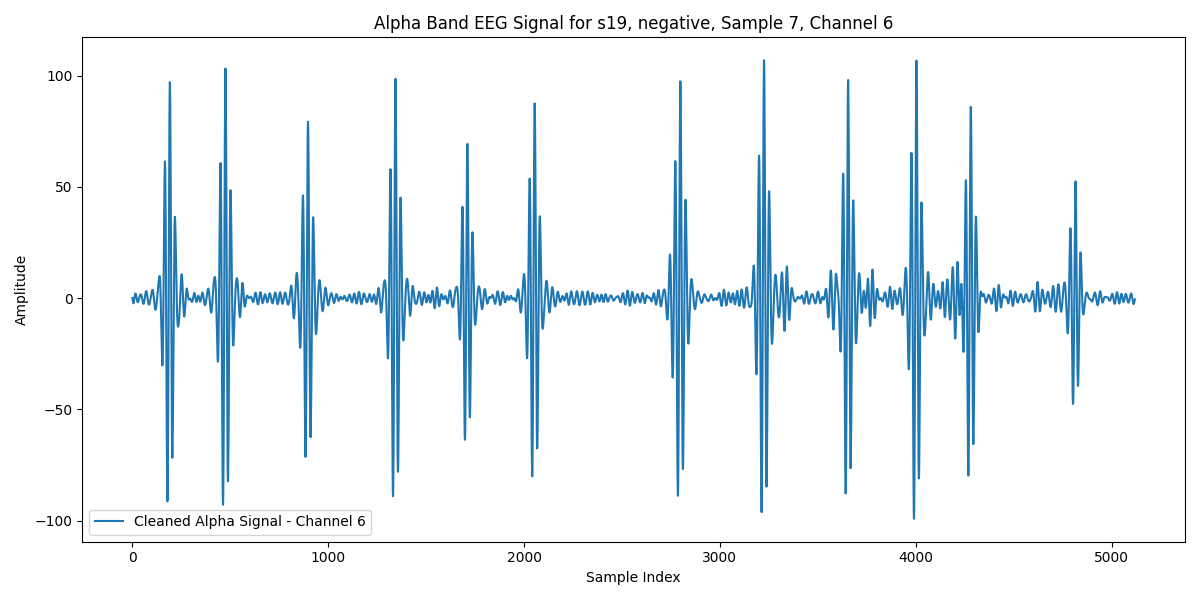 Alpha Band EEG Signal for s19, negative, Sample 7, Channel 6
Amplitude
100
50
0
−50
−100
Cleaned Alpha Signal - Channel 6
0 1000 2000 3000 4000 5000
Sample Index